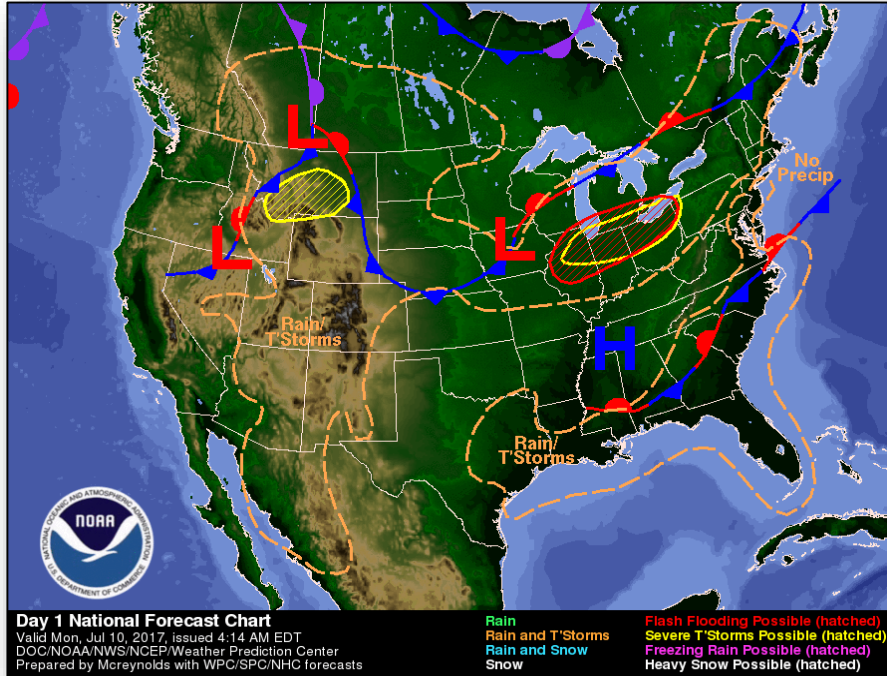 L
No
Precip
L
L
Rain/
T'Storms
H
Rain/
T'Storms
NATIONAL OCEANIC AND ATMOSPHERIC ADMINISTRATION
NOAA
U.S. DEPARTMENT OF COMMERCE
Day 1 National Forecast Chart
Valid Mon, Jul 10, 2017, issued 4:14 AM EDT
DOC/NOAA/NWS/NCEP/Weather Prediction Center
Prepared by Mcreynolds with WPC/SPC/NHC forecasts
Rain
Rain and T'Storms
Rain and Snow
Snow
Flash Flooding Possible (hatched)
Severe T'Storms Possible (hatched)
Freezing Rain Possible (hatched)
Heavy Snow Possible (hatched)